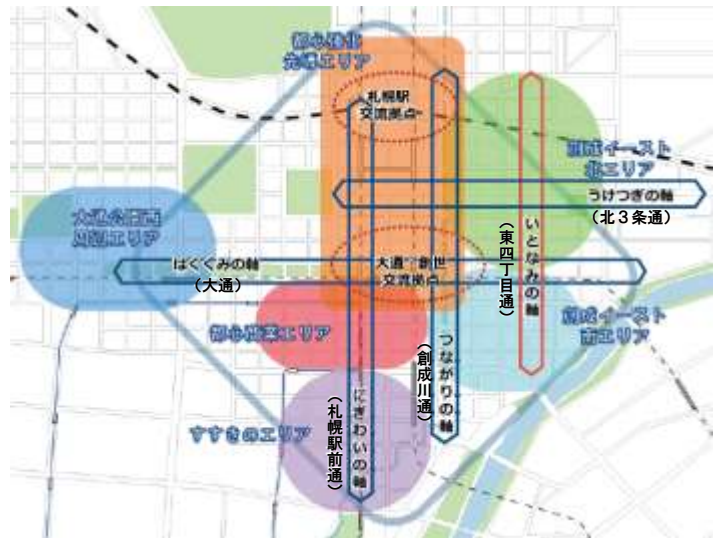 都心強化
先導エリア
札幌駅
交流拠点
創成イースト
北エリア
うけつぎの軸
（北３条通）
大通公園西
周辺エリア
はぐくみの軸
（大通）
大通・創世
交流拠点
いとなみの軸
（東四丁目通）
創成イースト
南エリア
都心商業エリア
つながりの軸
（創成川通）
すすきのエリア
にぎわいの軸
（札幌駅前通）